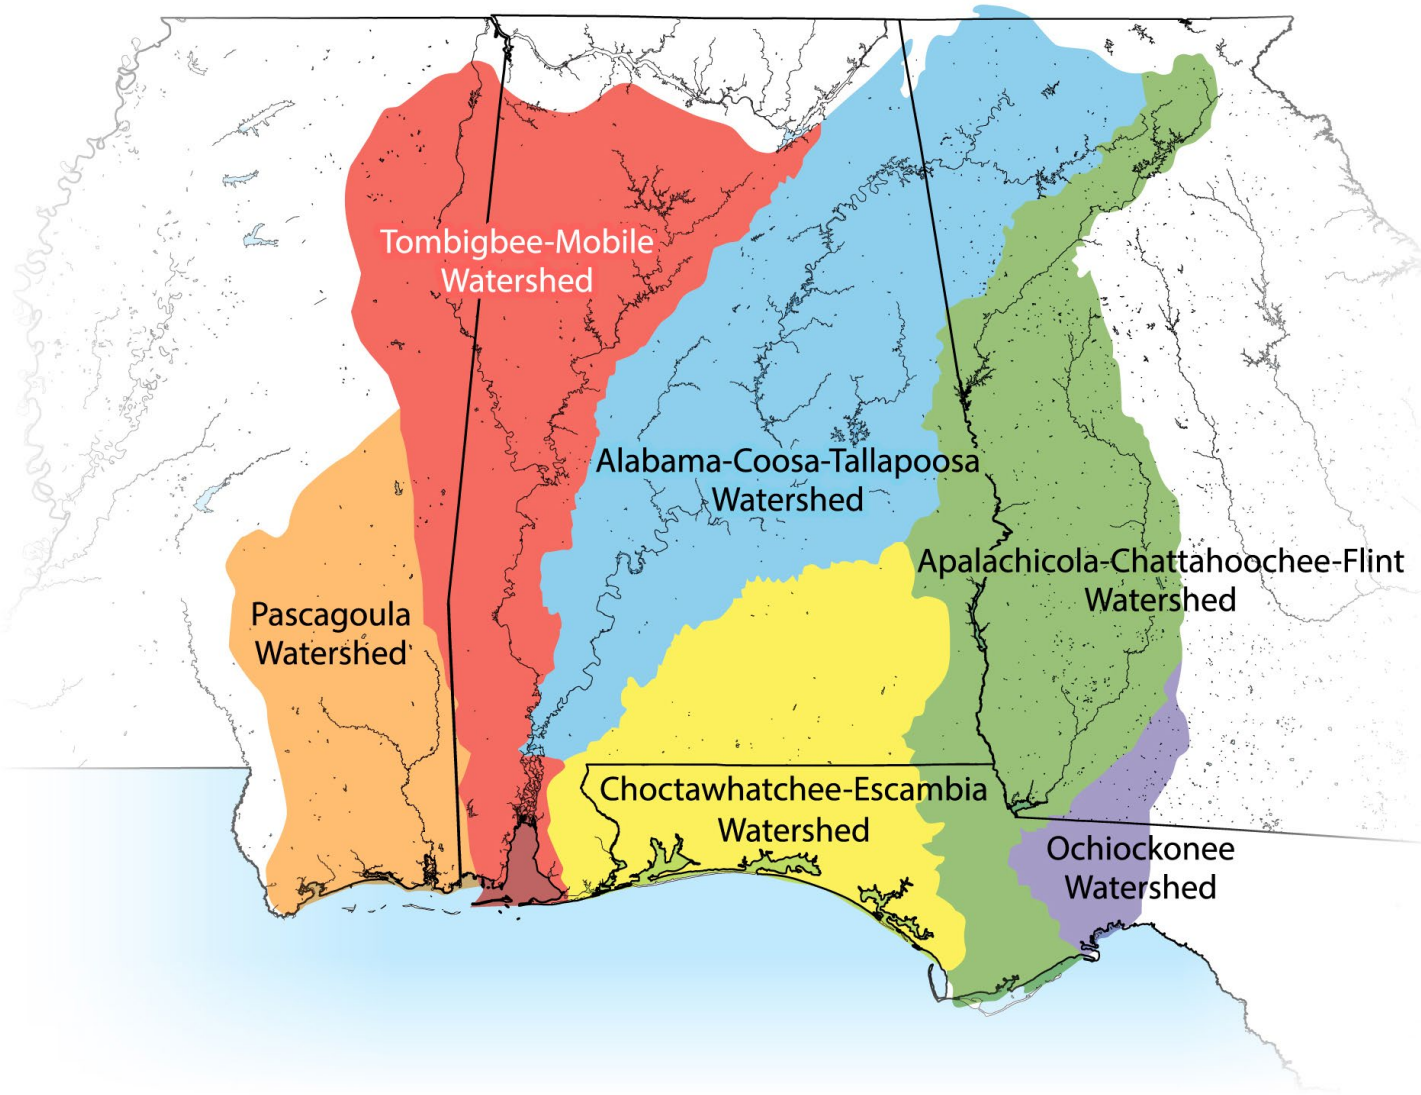 Tombigbee-Mobile
Watershed
Alabama-Coosa-Tallapoosa
Watershed
Apalachicola-Chattahoochee-Flint
Watershed
Pascagoula
Watershed
Choctawhatchee-Escambia
Watershed
Ochiockonee
Watershed